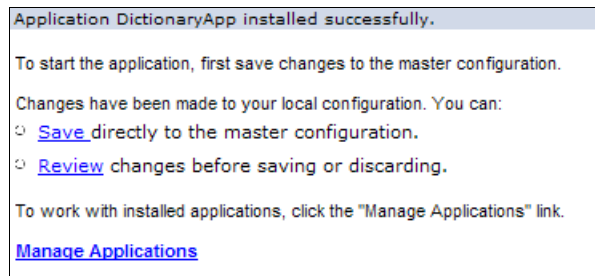 Application DictionaryApp installed successfully.
To start the application, first save changes to the master configuration.
Changes have been made to your local configuration. You can:
Save directly to the master configuration.
Review changes before saving or discarding.
To work with installed applications, click the "Manage Applications" link.
Manage Applications